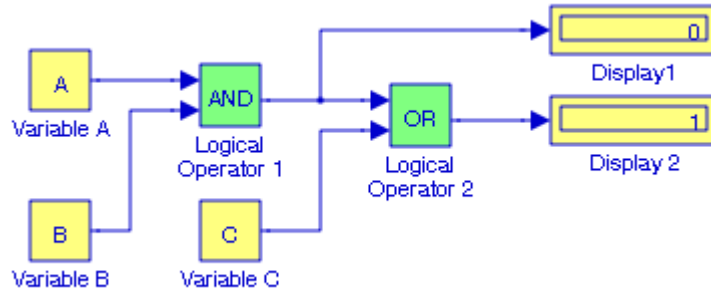 0
Display1
A
AND
Variable A
OR
1
Logical
Operator 1
Logical
Operator 2
Display 2
B
C
Variable B
Variable C